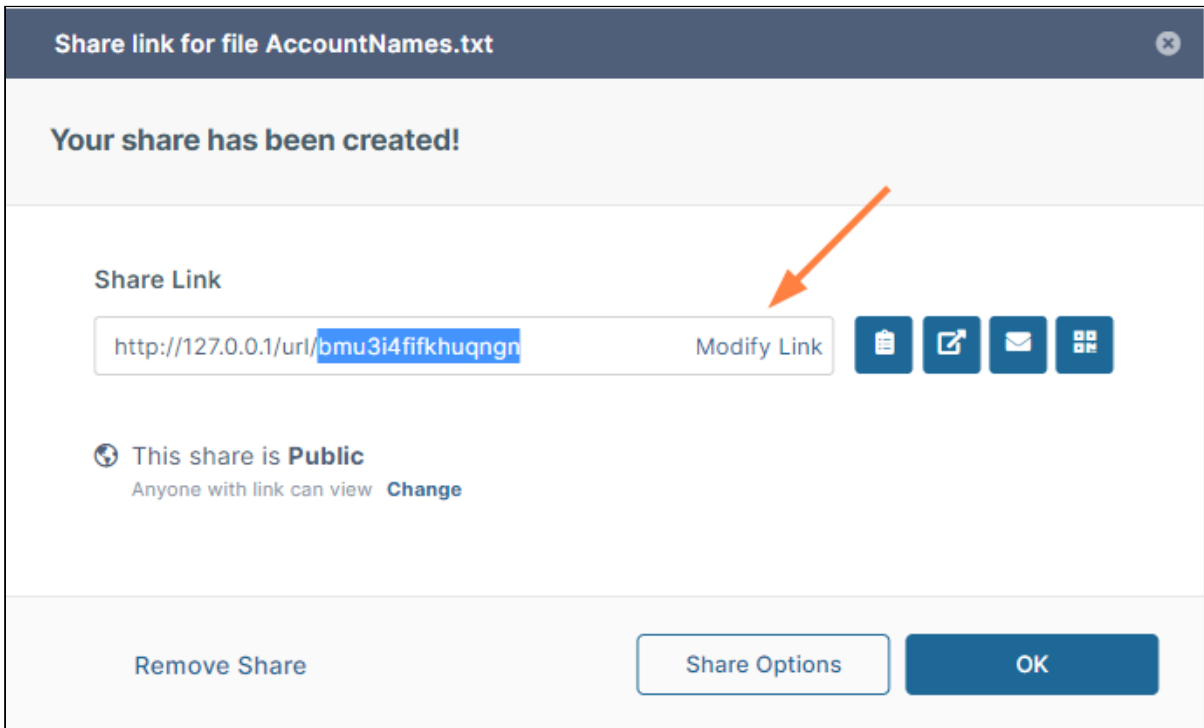 Share link for file AccountNames.txt
Your share has been created!
Share Link
http://127.0.0.1/url/bmu3i4fifkhuqngn Modify Link
This share is Public
Anyone with link can view Change
Remove Share Share Options OK